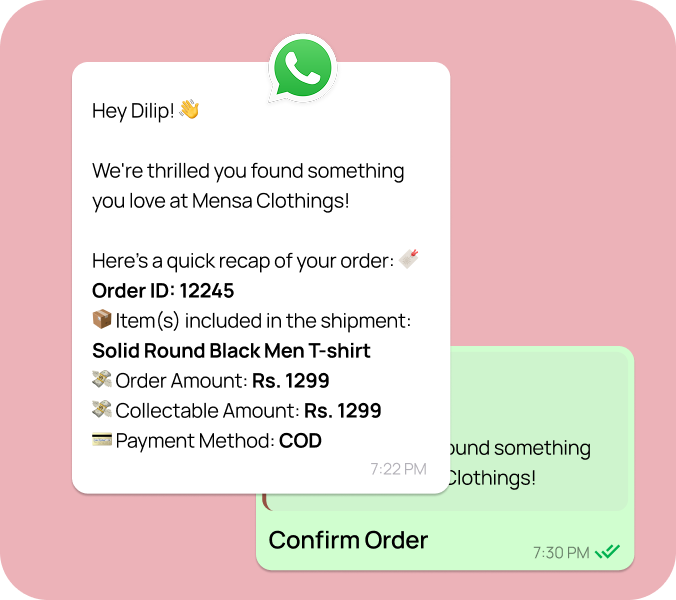 Hey Dilip! 👋
We're thrilled you found something
you love at Mensa Clothings!
Here's a quick recap of your order: 🏷️
Order ID: 12245
📦 Item(s) included in the shipment:
Solid Round Black Men T-shirt
💸 Order Amount: Rs. 1299
💸 Collectable Amount: Rs. 1299
💳 Payment Method: COD
7:22 PM
ound something
Clothings!
Confirm Order
7:30 PM